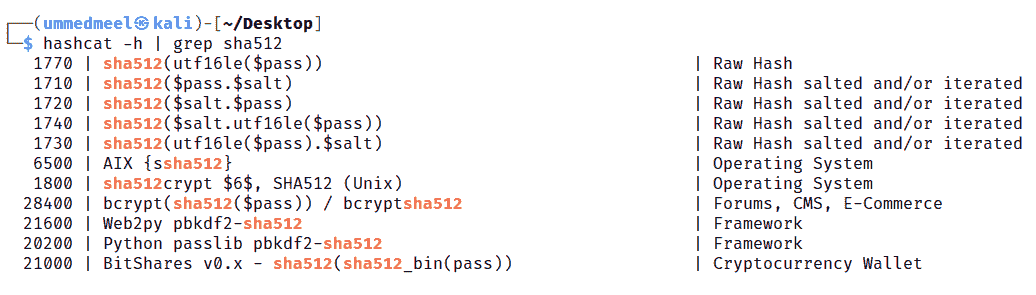 ┌──(ummedmeel㉿kali)-[~/Desktop]
└─$ hashcat -h | grep sha512
1770 | sha512(utf16le($pass)) | Raw Hash
1710 | sha512($pass.$salt) | Raw Hash salted and/or iterated
1720 | sha512($salt.$pass) | Raw Hash salted and/or iterated
1740 | sha512($salt.utf16le($pass)) | Raw Hash salted and/or iterated
1730 | sha512(utf16le($pass).$salt) | Raw Hash salted and/or iterated
6500 | AIX {ssha512} | Operating System
1800 | sha512crypt $6$, SHA512 (Unix) | Operating System
28400 | bcrypt(sha512($pass)) / bcryptsha512 | Forums, CMS, E-Commerce
21600 | Web2py pbkdf2-sha512 | Framework
20200 | Python passlib pbkdf2-sha512 | Framework
21000 | BitShares v0.x - sha512(sha512_bin(pass)) | Cryptocurrency Wallet